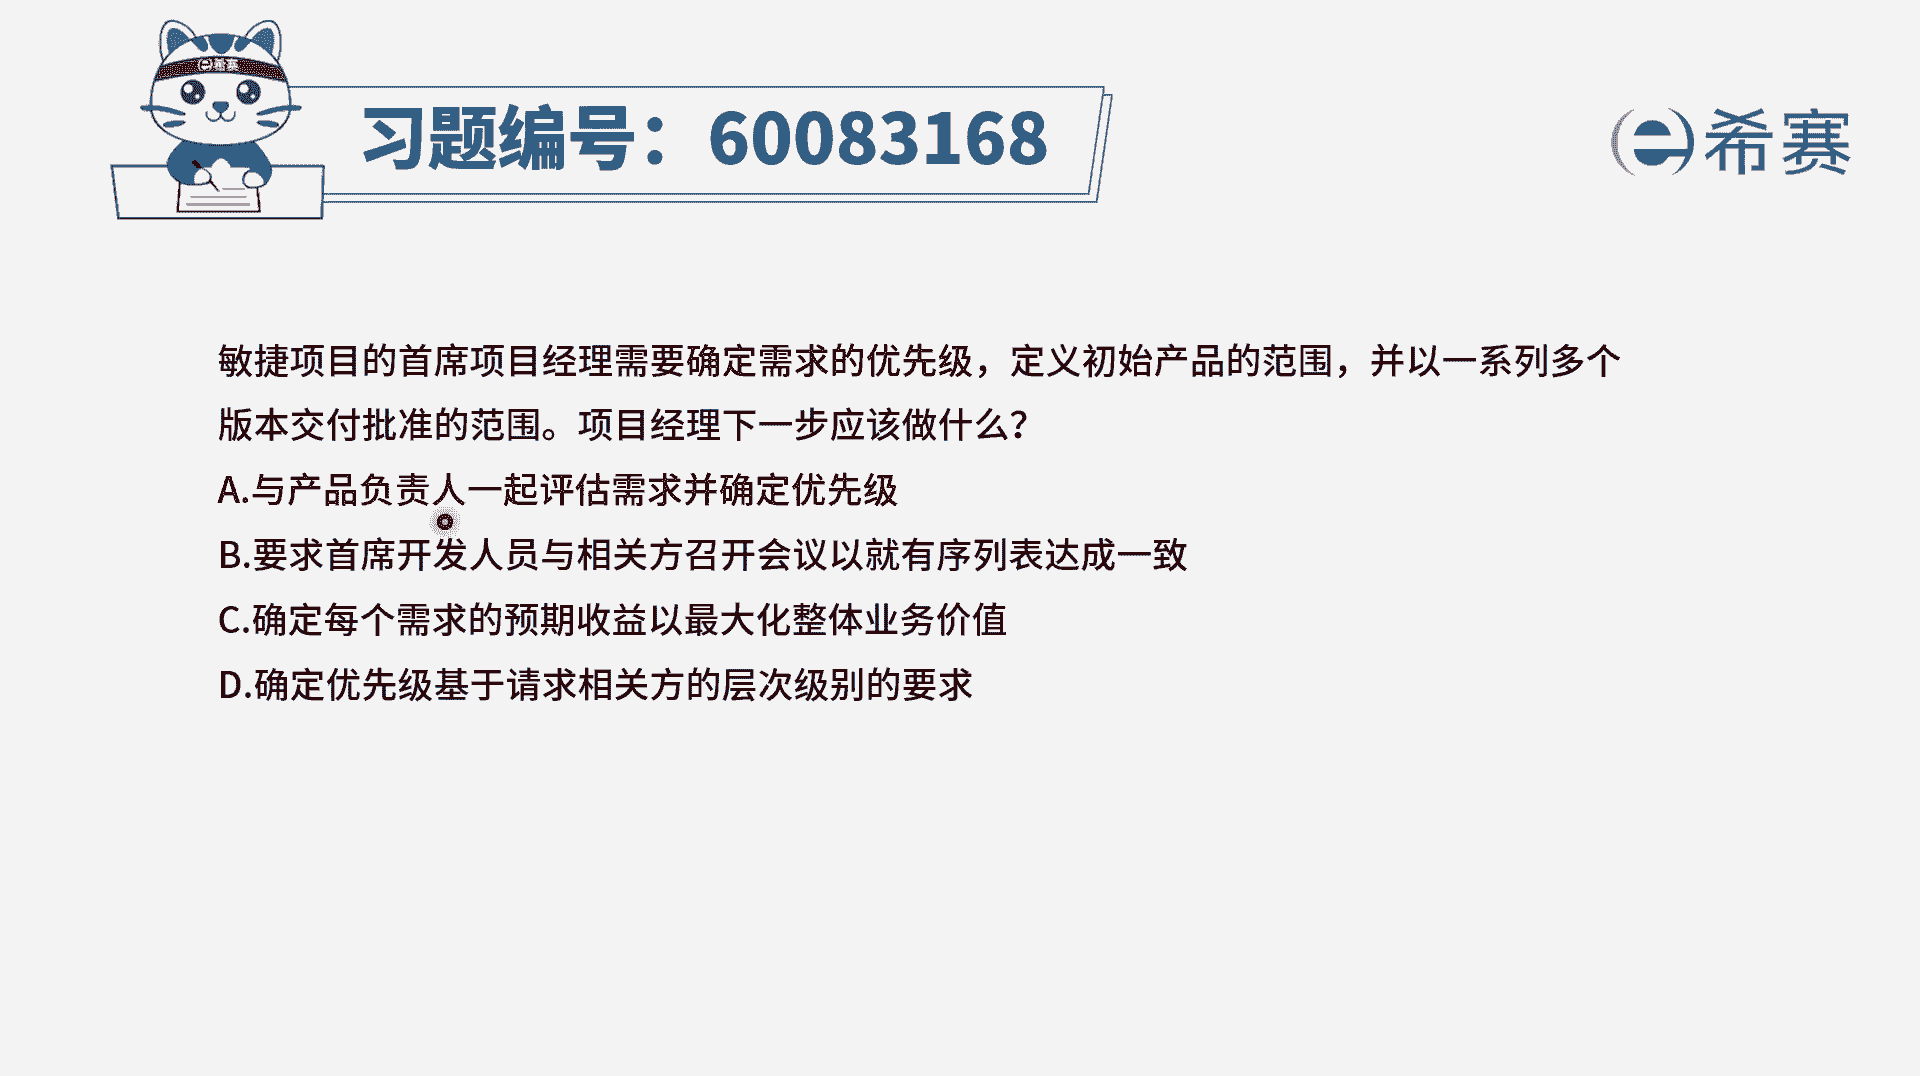 希赛
习题编号：60083168
希赛
敏捷项目的首席项目经理需要确定需求的优先级，定义初始产品的范围，并以一系列多个
版本交付批准的范围。项目经理下一步应该做什么？
A.与产品负责人一起评估需求并确定优先级
B.要求首席开发人员与相关方召开会议以就有序列表达成一致
C.确定每个需求的预期收益以最大化整体业务价值
D.确定优先级基于请求相关方的层次级别的要求